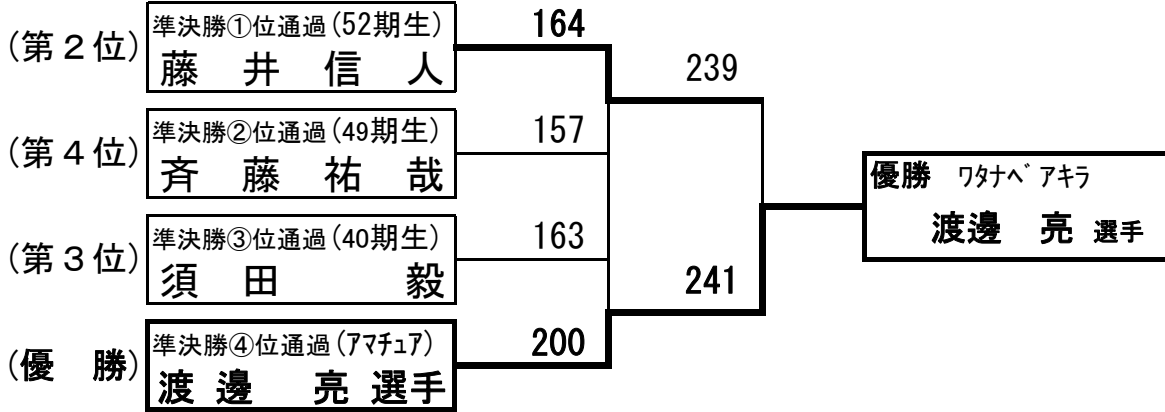 (第２位)
準決勝①位通過(52期生)
藤　井　信　人
164
239
(第４位)
準決勝②位通過(49期生)
斉　藤　祐　哉
157
優勝　ﾜﾀﾅﾍﾞｱｷﾗ
渡邊　亮 選手
(第３位)
準決勝③位通過(40期生)
須　田　　　毅
163
241
(優　勝)
準決勝④位通過(ｱﾏﾁｭｱ)
渡　邊　　亮 選手
200